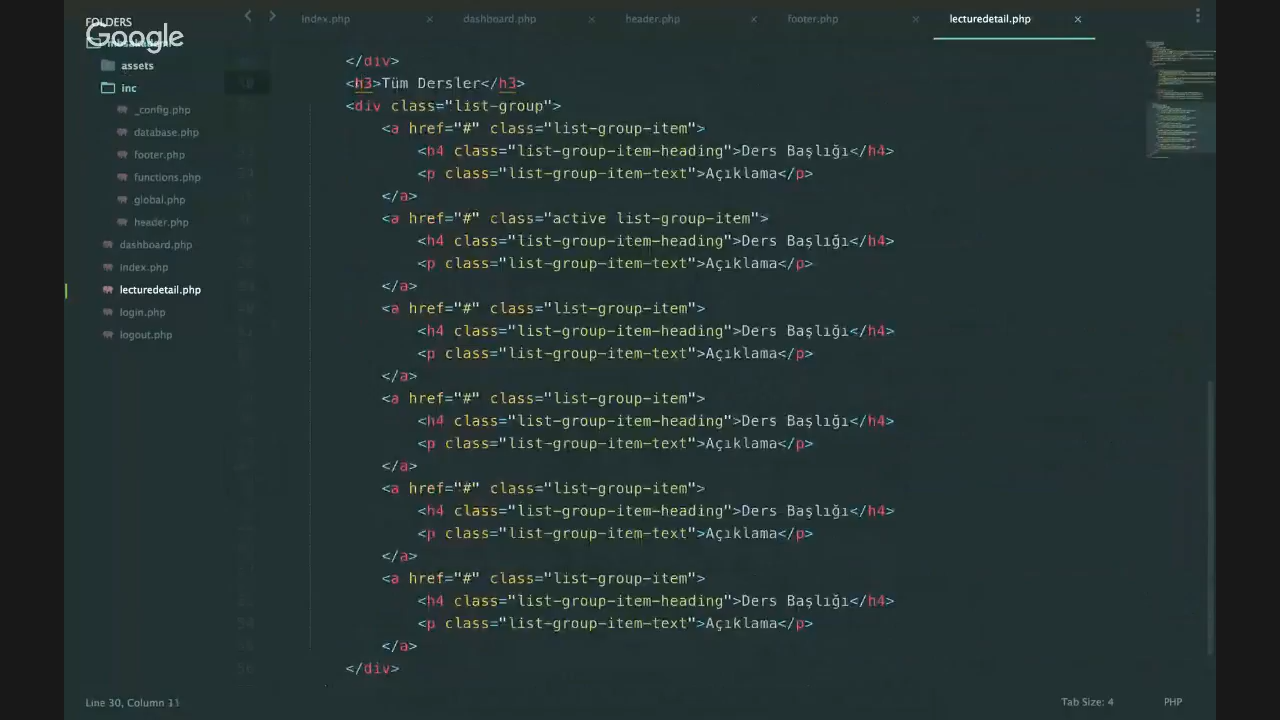 FOLDERS
Google
assets
inc
_config.php
database.php
footer.php
functions.php
global.php
header.php
dashboard.php
index.php
lecturedetail.php
login.php
logout.php
index.php × dashboard.php × header.php × footer.php × lecturedetail.php ×
</div>
<h3>Tüm Dersler</h3>
<div class="list-group">
<a href="#" class="list-group-item">
<h4 class="list-group-item-heading">Ders Başlığı</h4>
<p class="list-group-item-text">Açıklama</p>
</a>
<a href="#" class="active list-group-item">
<h4 class="list-group-item-heading">Ders Başlığı</h4>
<p class="list-group-item-text">Açıklama</p>
</a>
<a href="#" class="list-group-item">
<h4 class="list-group-item-heading">Ders Başlığı</h4>
<p class="list-group-item-text">Açıklama</p>
</a>
<a href="#" class="list-group-item">
<h4 class="list-group-item-heading">Ders Başlığı</h4>
<p class="list-group-item-text">Açıklama</p>
</a>
<a href="#" class="list-group-item">
<h4 class="list-group-item-heading">Ders Başlığı</h4>
<p class="list-group-item-text">Açıklama</p>
</a>
<a href="#" class="list-group-item">
<h4 class="list-group-item-heading">Ders Başlığı</h4>
<p class="list-group-item-text">Açıklama</p>
</a>
</div>
Line 30, Column 11
Tab Size: 4
PHP